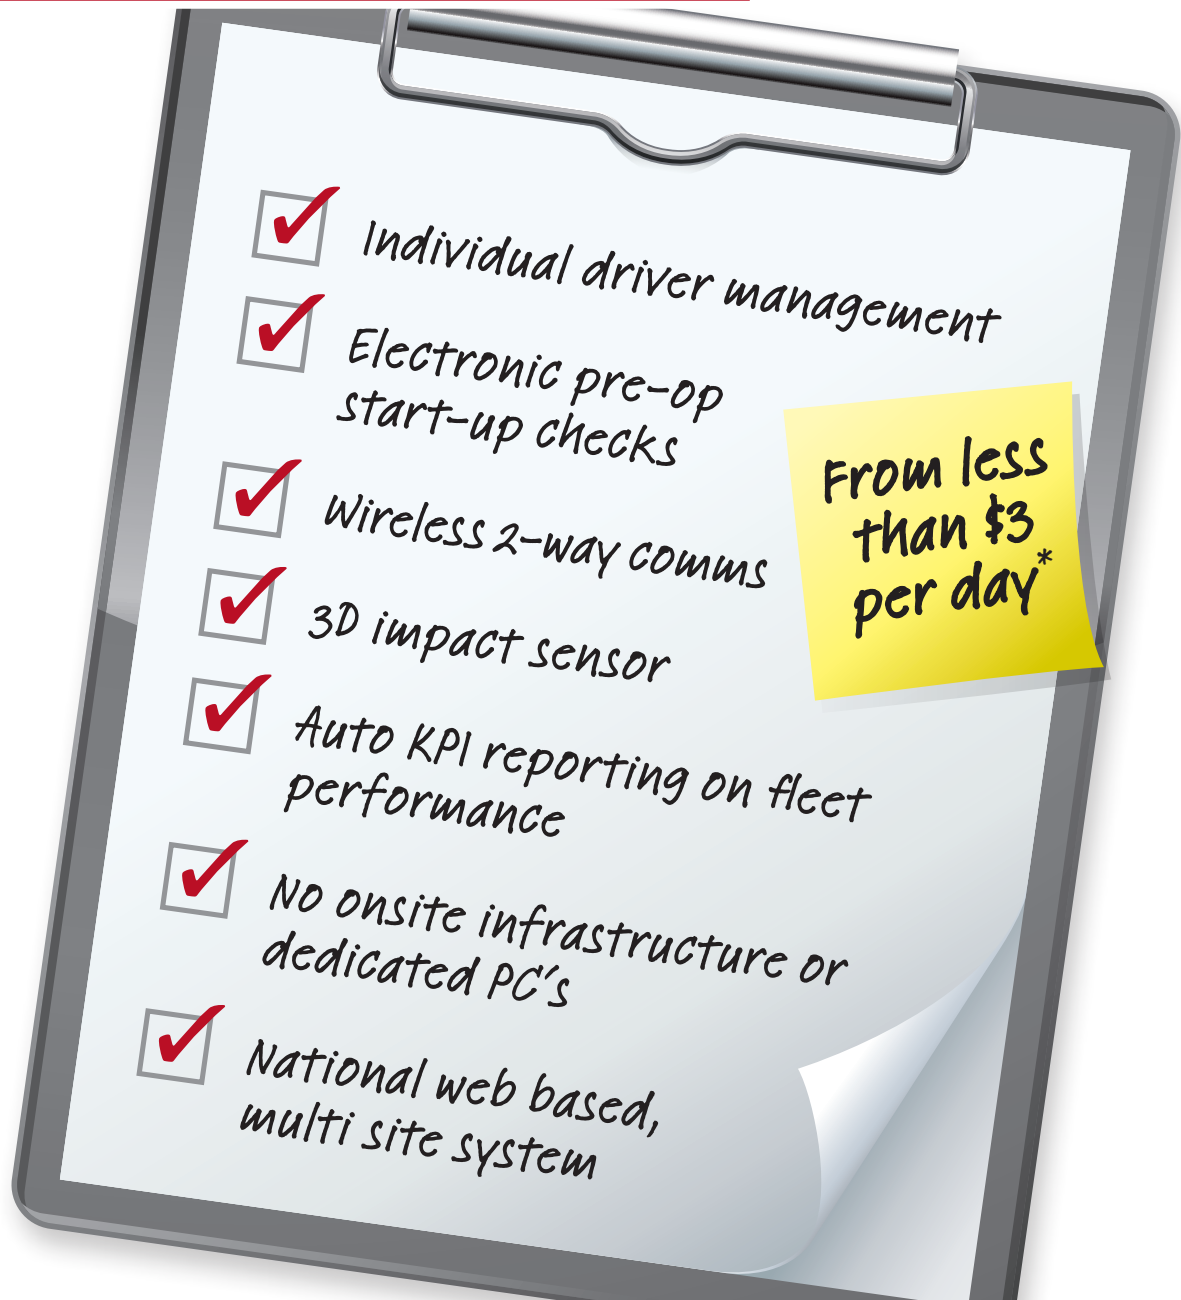 Individual driver management
Electronic pre-op
start-up checks
Wireless 2-way comms
3D impact sensor
Auto KPI reporting on fleet
performance
No onsite infrastructure or
dedicated PC's
National web based,
multi site system
From less
than $3
per day*